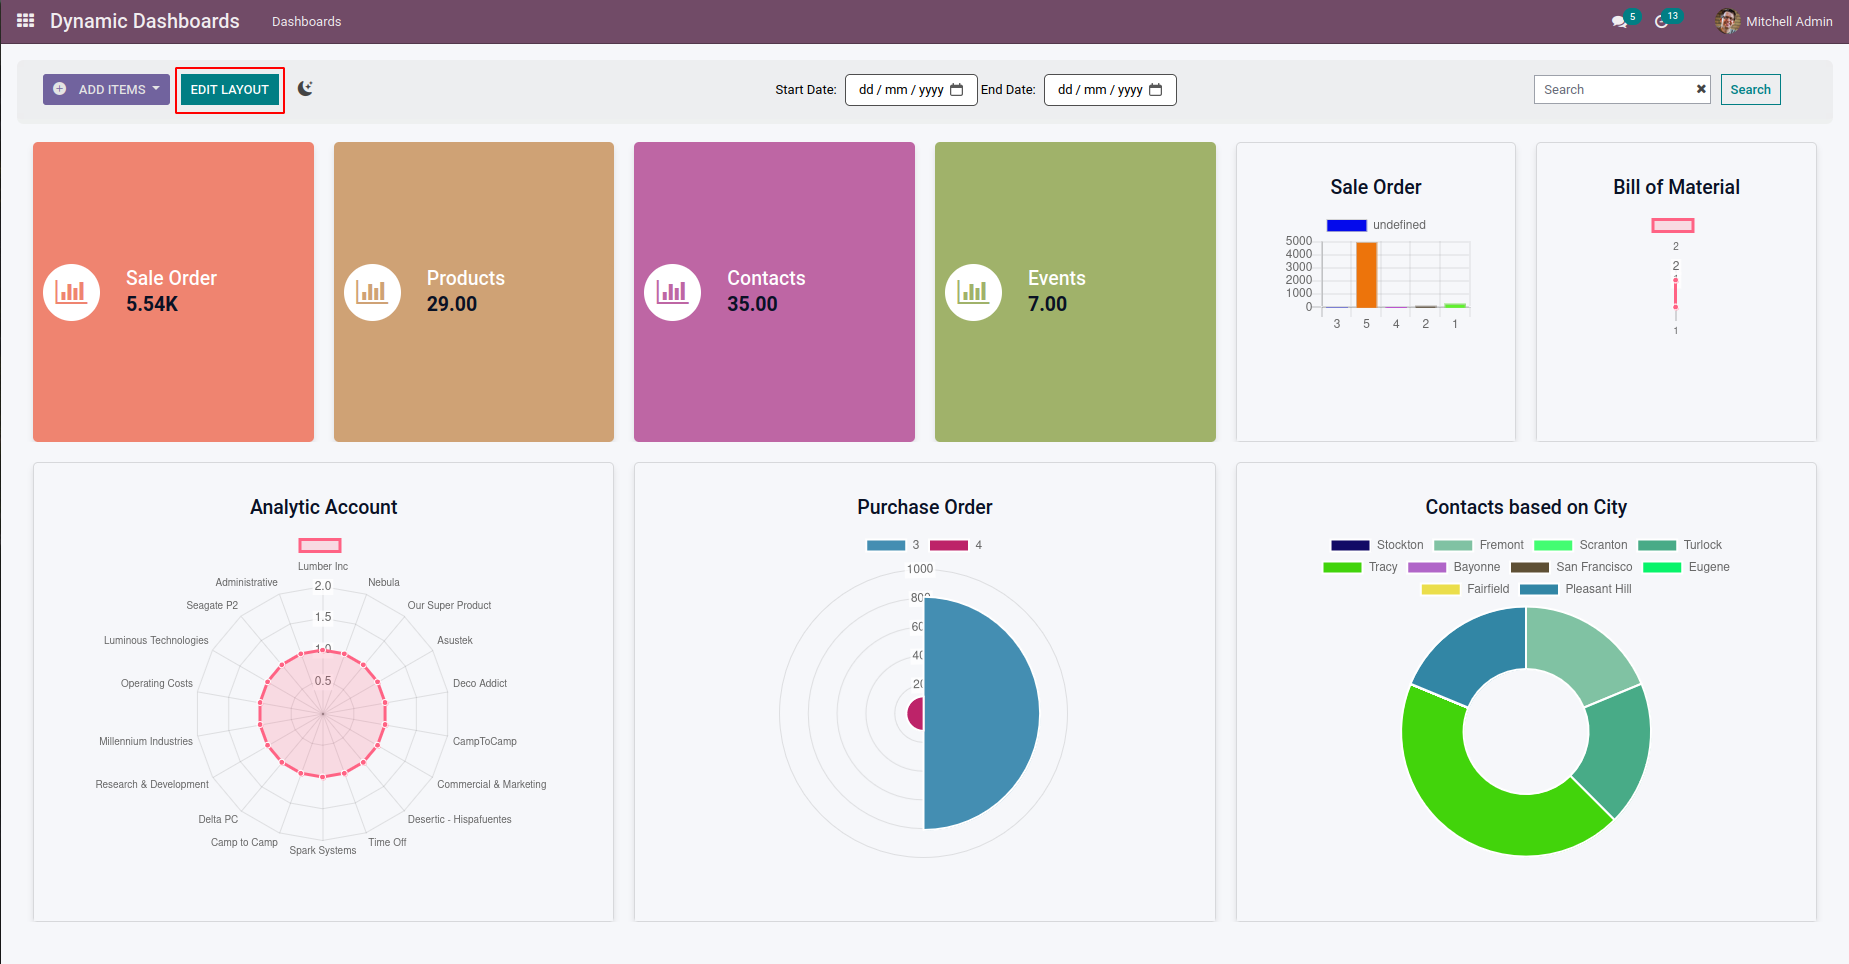 Dynamic Dashboards Dashboards 5 13 Mitchell Admin
ADD ITEMS EDIT LAYOUT Start Date: dd / mm / yyyy End Date: dd / mm / yyyy Search Search
Sale Order
5.54K
Products
29.00
Contacts
35.00
Events
7.00
Sale Order
undefined
5000
4000
3000
2000
1000
0
3 5 4 2 1
Bill of Material
2
2
1
Analytic Account
Lumber Inc
Administrative 2.0 Nebula
Seagate P2 Our Super Product
1.5
Luminous Technologies Asustek
1.0
Operating Costs 0.5 Deco Addict
Millennium Industries CampToCamp
Research & Development Commercial & Marketing
Delta PC Desertic - Hispafuentes
Camp to Camp Spark Systems Time Off
Purchase Order
3 4
1000
80
60
40
20
Contacts based on City
Stockton Fremont Scranton Turlock
Tracy Bayonne San Francisco Eugene
Fairfield Pleasant Hill